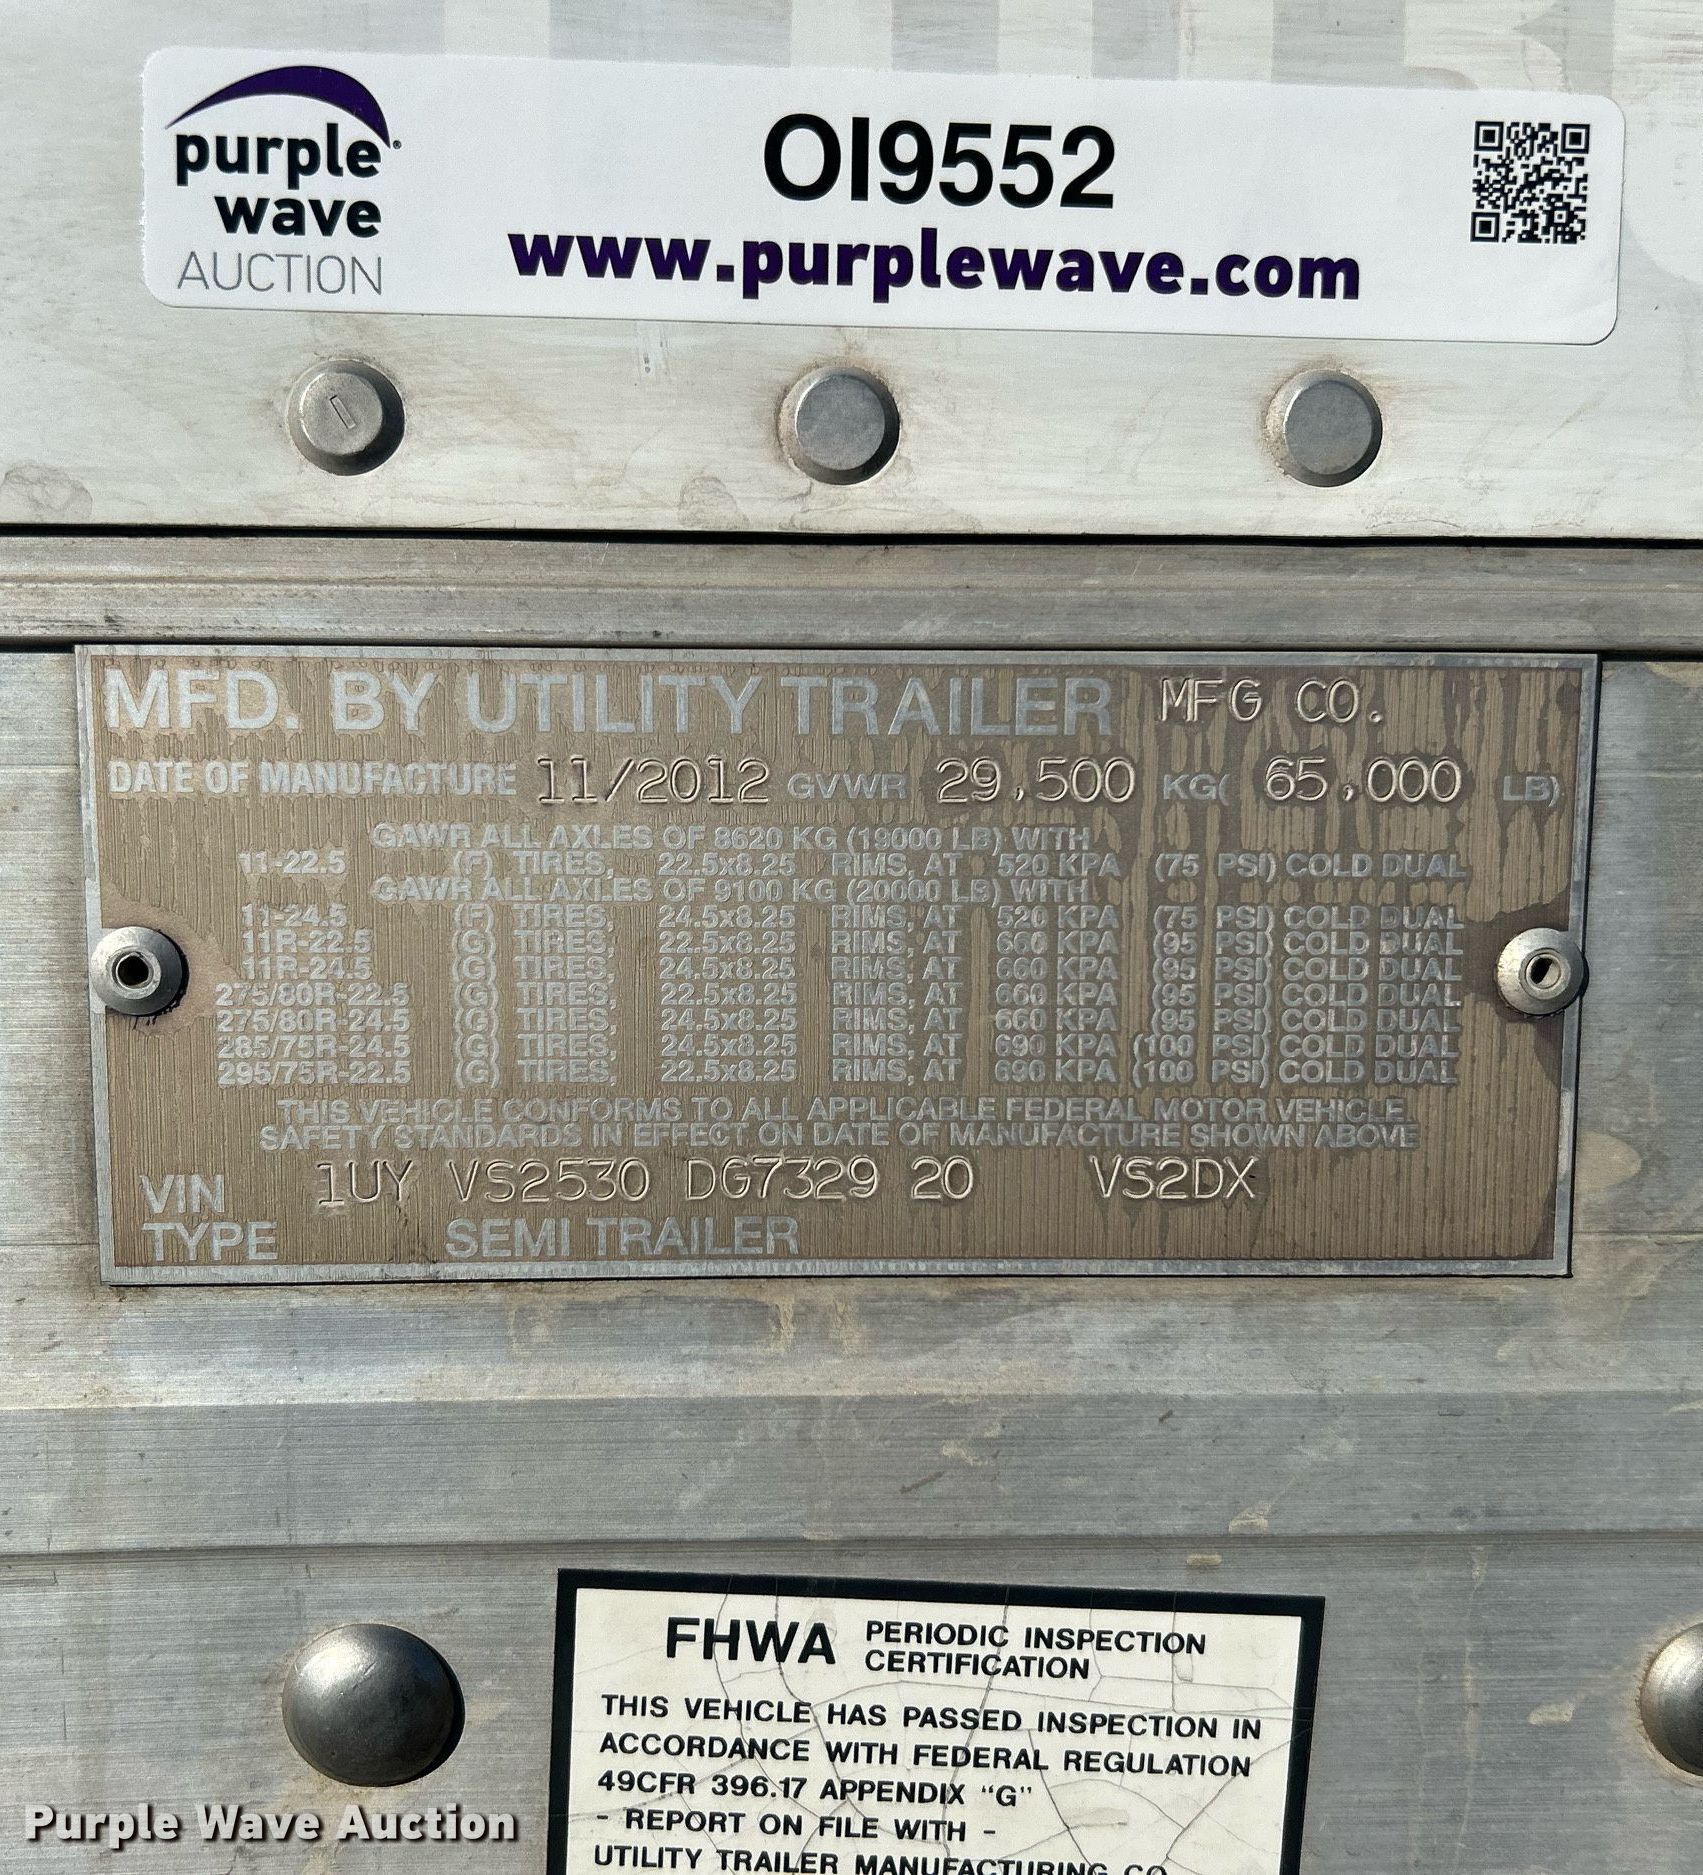 purple
wave
AUCTION
OI9552
www.purplewave.com
MFD. BY UTILITY TRAILER MFG CO.
DATE OF MANUFACTURE 11/2012 GVWR 29,500 KG( 65,000 LB)
GAWR ALL AXLES OF 8620 KG (19000 LB) WITH
11-22.5 (F) TIRES, 22.5x8.25 RIMS, AT 520 KPA (75 PSI) COLD DUAL
GAWR ALL AXLES OF 9100 KG (20000 LB) WITH
11-24.5 (F) TIRES, 24.5x8.25 RIMS, AT 520 KPA (75 PSI) COLD DUAL
11R-22.5 (G) TIRES, 22.5x8.25 RIMS, AT 660 KPA (95 PSI) COLD DUAL
11R-24.5 (G) TIRES, 24.5x8.25 RIMS, AT 660 KPA (95 PSI) COLD DUAL
275/80R-22.5 (G) TIRES, 22.5x8.25 RIMS, AT 660 KPA (95 PSI) COLD DUAL
275/80R-24.5 (G) TIRES, 24.5x8.25 RIMS, AT 660 KPA (95 PSI) COLD DUAL
285/75R-24.5 (G) TIRES, 24.5x8.25 RIMS, AT 690 KPA (100 PSI) COLD DUAL
295/75R-22.5 (G) TIRES, 22.5x8.25 RIMS, AT 690 KPA (100 PSI) COLD DUAL
THIS VEHICLE CONFORMS TO ALL APPLICABLE FEDERAL MOTOR VEHICLE
SAFETY STANDARDS IN EFFECT ON DATE OF MANUFACTURE SHOWN ABOVE
VIN 1UY VS2530 DG7329 20 VS2DX
TYPE SEMI TRAILER
FHWA PERIODIC INSPECTION
CERTIFICATION
THIS VEHICLE HAS PASSED INSPECTION IN
ACCORDANCE WITH FEDERAL REGULATION
49CFR 396.17 APPENDIX "G"
- REPORT ON FILE WITH -
UTILITY TRAILER MANUFACTURING CO.
Purple Wave Auction